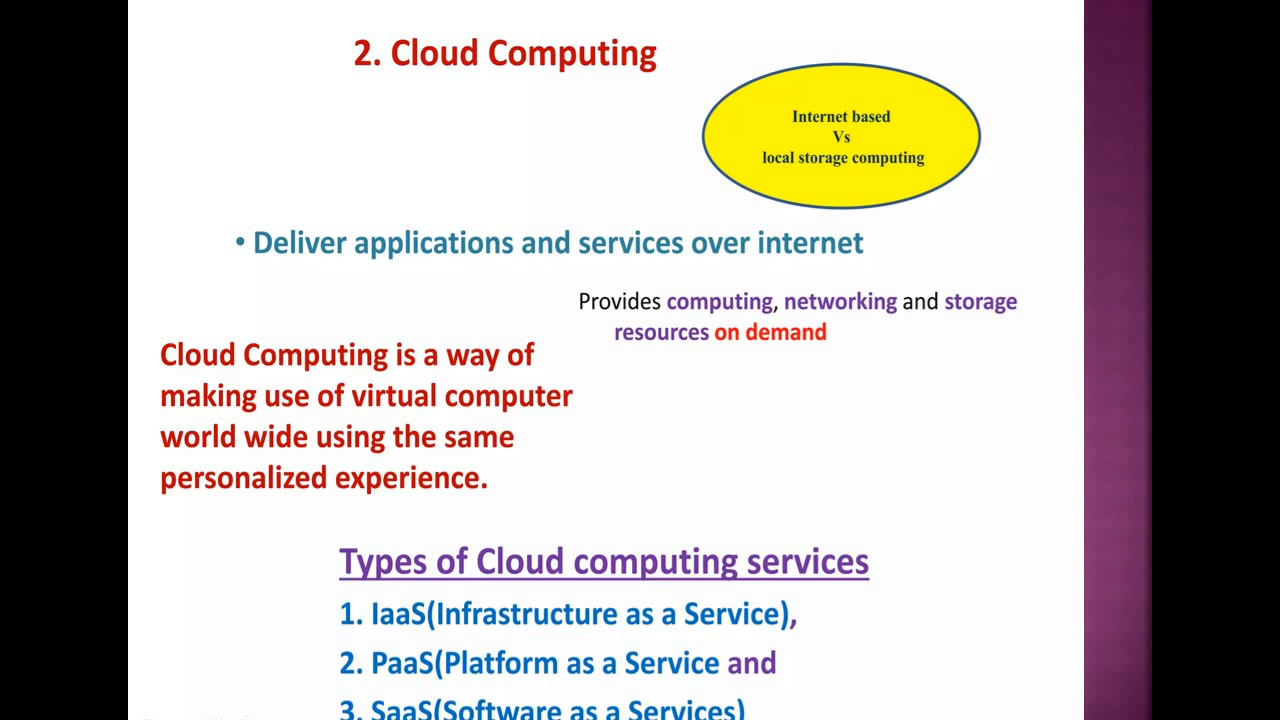 2. Cloud Computing
Internet based
Vs
local storage computing
• Deliver applications and services over internet
Provides computing, networking and storage
resources on demand
Cloud Computing is a way of
making use of virtual computer
world wide using the same
personalized experience.
Types of Cloud computing services
1. IaaS(Infrastructure as a Service),
2. PaaS(Platform as a Service and
3. SaaS(Software as a Services)